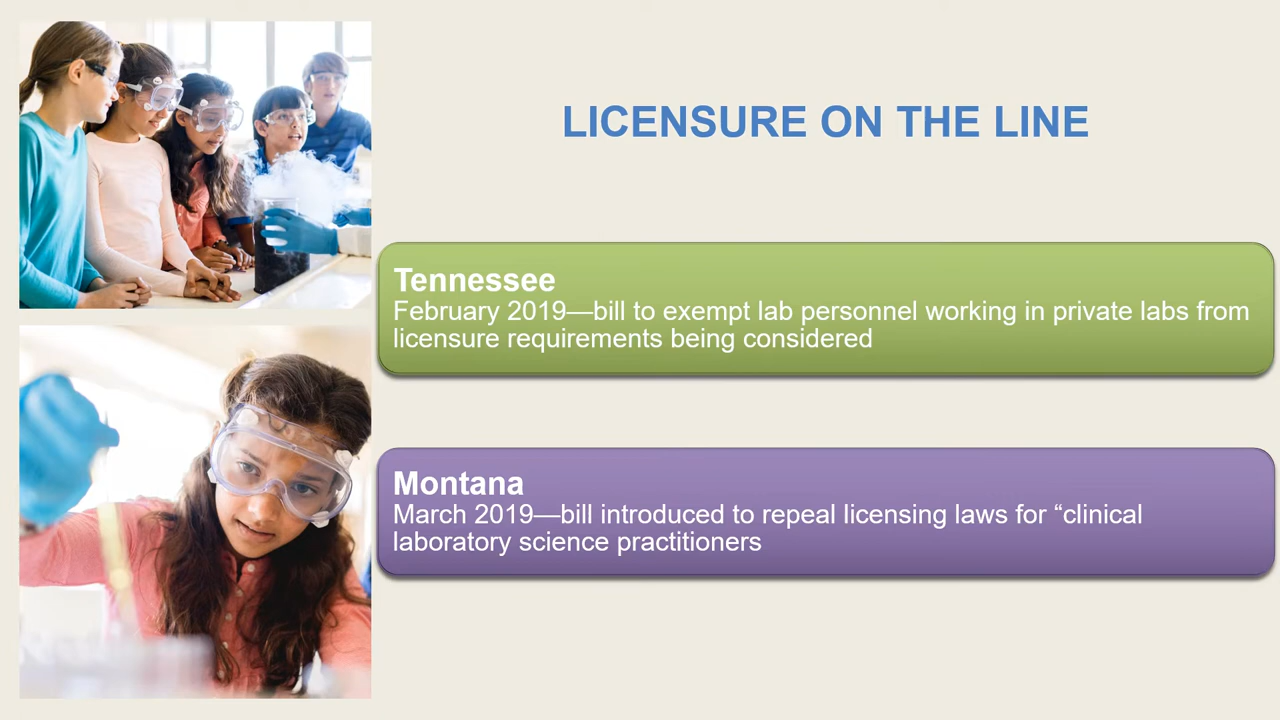 LICENSURE ON THE LINE
Tennessee
February 2019—bill to exempt lab personnel working in private labs from
licensure requirements being considered
Montana
March 2019—bill introduced to repeal licensing laws for “clinical
laboratory science practitioners